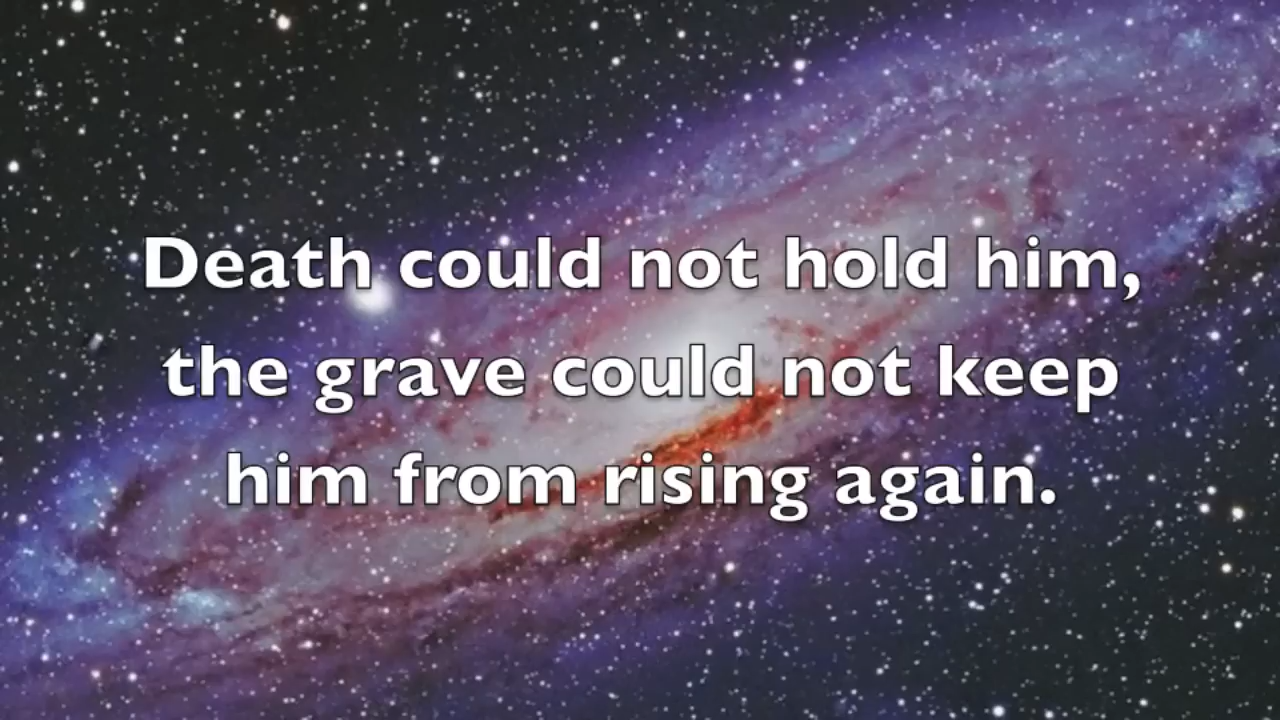 Death could not hold him,
the grave could not keep
him from rising again.